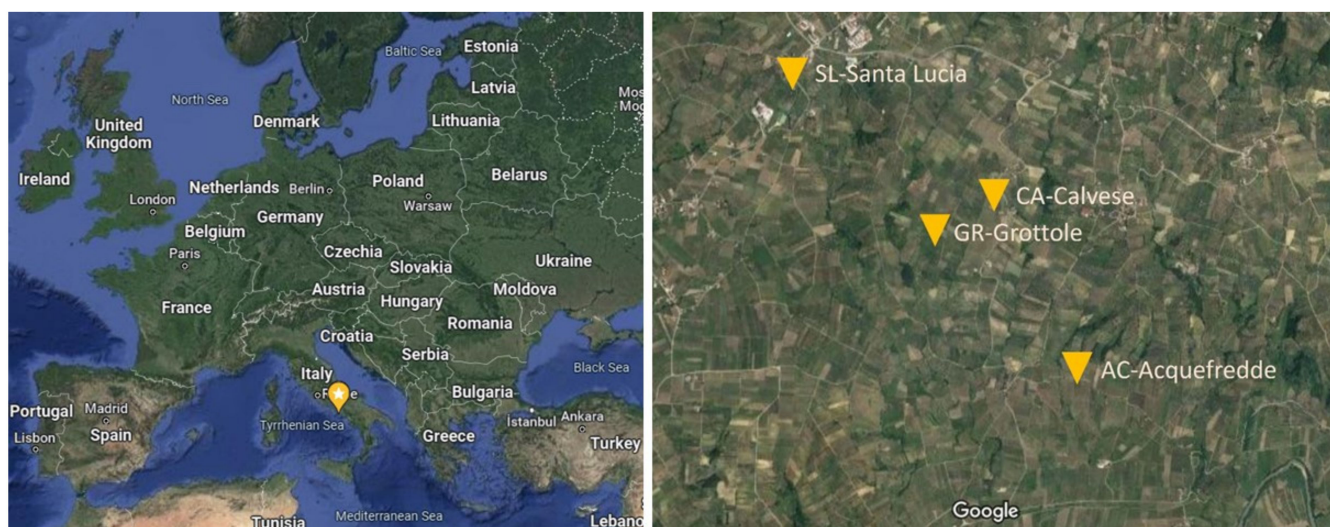 Baltic Sea
Estonia
Latvia
North Sea
Lithuania
Denmark
United
Kingdom
Ireland
Netherlands
Berlin
Poland
Belarus
London
Warsaw
Germany
Belgium
Paris
Czechia
Ukraine
Slovakia
Austria
Moldova
France
Hungary
Romania
Croatia
Serbia
Italy
Black Sea
Bulgaria
Portugal
Madrid
İstanbul
Ankara
Tyrrhenian Sea
Lisbon
Spain
Greece
Turkey
Tunisia
Mediterranean Sea
Lebano
SL-Santa Lucia
CA-Calvese
GR-Grottole
AC-Acquefredde
Google